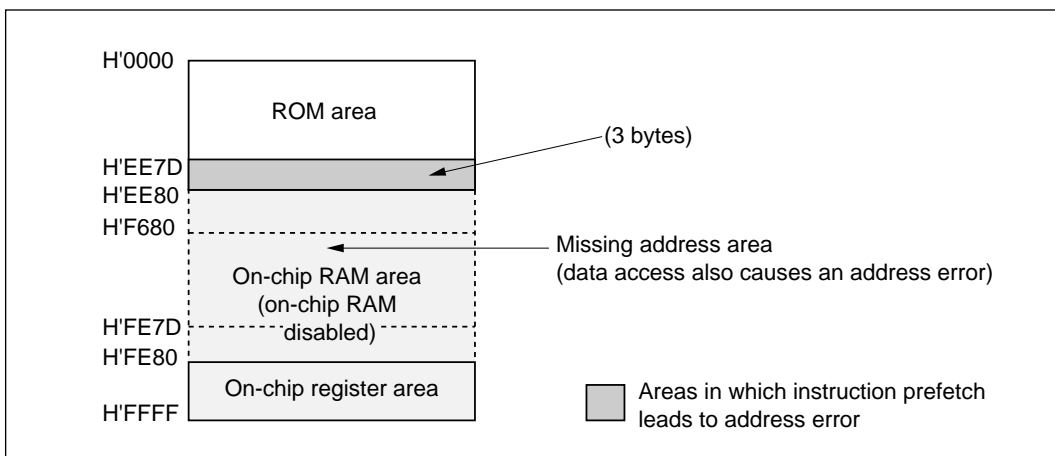 H'0000
ROM area
(3 bytes)
H'EE7D
H'EE80
H'F680
Missing address area
(data access also causes an address error)
On-chip RAM area
(on-chip RAM
disabled)
H'FE7D
H'FE80
On-chip register area
H'FFFF
Areas in which instruction prefetch
leads to address error